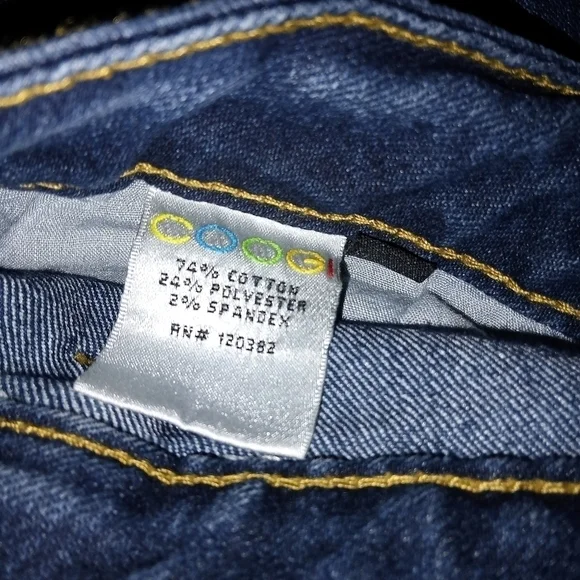 COOGI
74% COTTON
24% POLYESTER
2% SPANDEX
RN# 120382